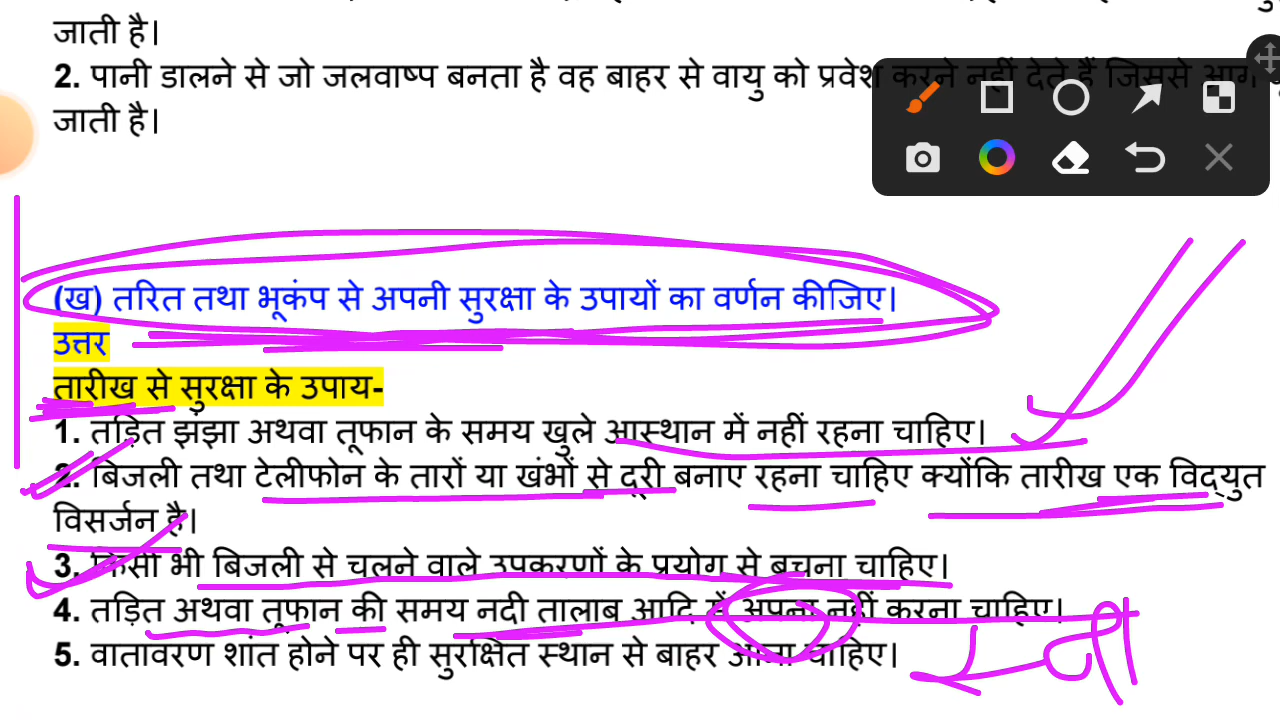 जाती है।
2. पानी डालने से जो जलवाष्प बनता है वह बाहर से वायु को प्रवेश करने नहीं देते हैं जिससे आग
जाती है।
(ख) तरित तथा भूकंप से अपनी सुरक्षा के उपायों का वर्णन कीजिए।
उत्तर
तारीख से सुरक्षा के उपाय-
1. तड़ित झंझा अथवा तूफान के समय खुले आस्थान में नहीं रहना चाहिए।
2. बिजली तथा टेलीफोन के तारों या खंभों से दूरी बनाए रहना चाहिए क्योंकि तारीख एक विद्युत
विसर्जन है।
3. किसी भी बिजली से चलने वाले उपकरणों के प्रयोग से बचना चाहिए।
4. तड़ित अथवा तूफान की समय नदी तालाब आदि में अपना नहीं करना चाहिए।
5. वातावरण शांत होने पर ही सुरक्षित स्थान से बाहर आना चाहिए।